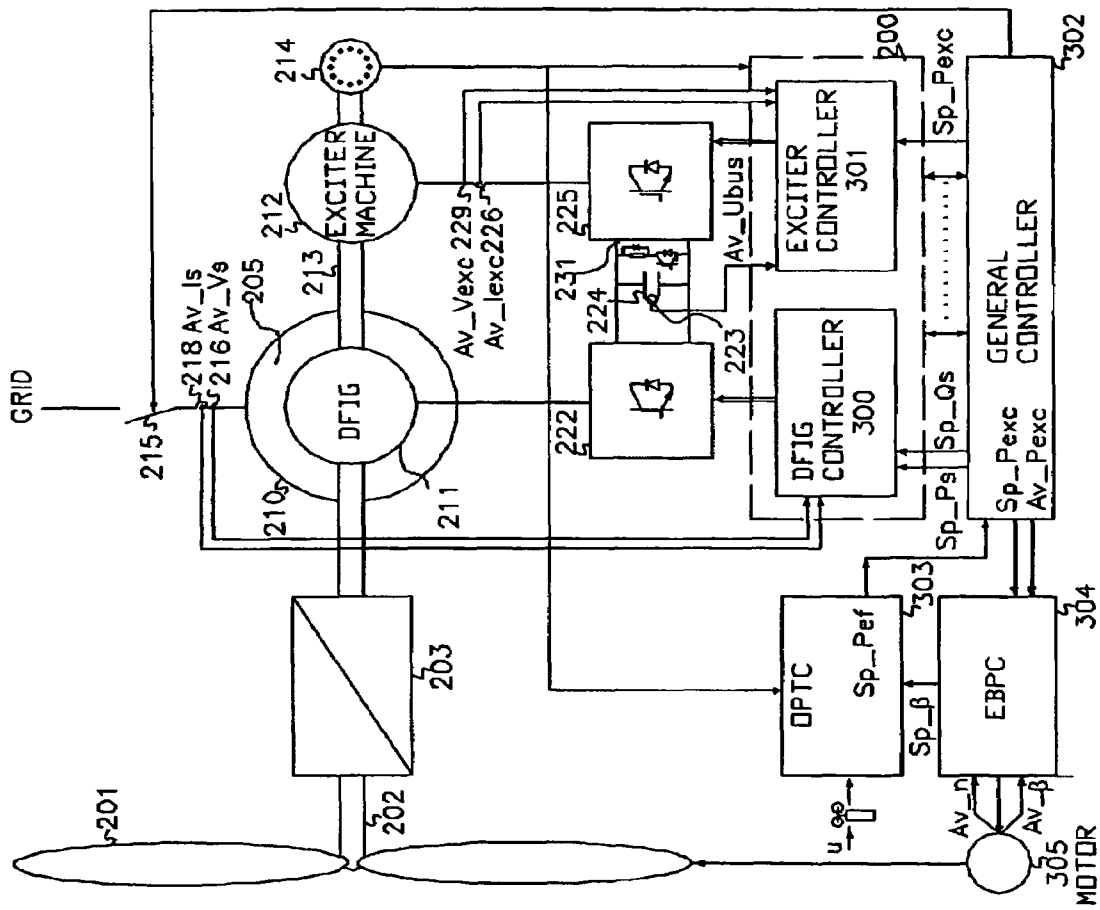 GRID
215
218 Av_Is
216 Av_Vs
205
210
DFIG
211
213
212
EXCITER
MACHINE
214
Av_Vexc 229
Av_Iexc 226
201
202
203
222
224
223
231
225
Av_Ubus
200
DFIG
CONTROLLER
300
EXCITER
CONTROLLER
301
Sp_Ps
Sp_Qs
Sp_Pexc
GENERAL
CONTROLLER
Sp_Pexc
Av_Pexc
302
OPTC
Sp_Pef
303
u
Sp_β
EBPC
304
Av_n
Av_β
305
MOTOR